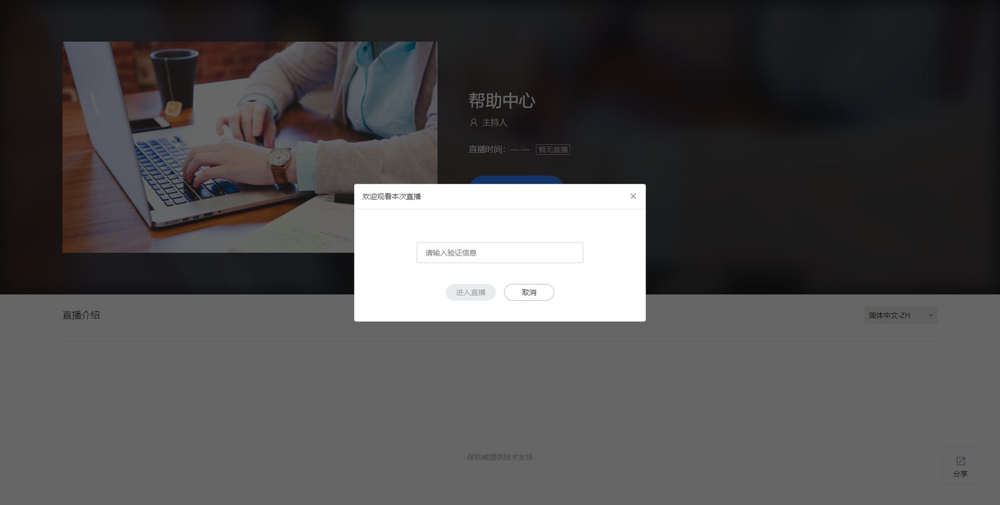 帮助中心
主持人
直播时间：— — 暂无直播
欢迎观看本次直播
请输入验证信息
进入直播 取消
直播介绍
简体中文-ZH
- 保利威提供技术支持 -
分享